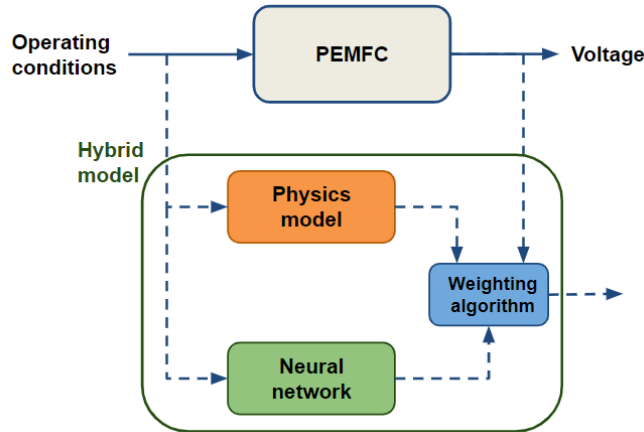 Operating
conditions
PEMFC
Voltage
Hybrid
model
Physics
model
Weighting
algorithm
Neural
network